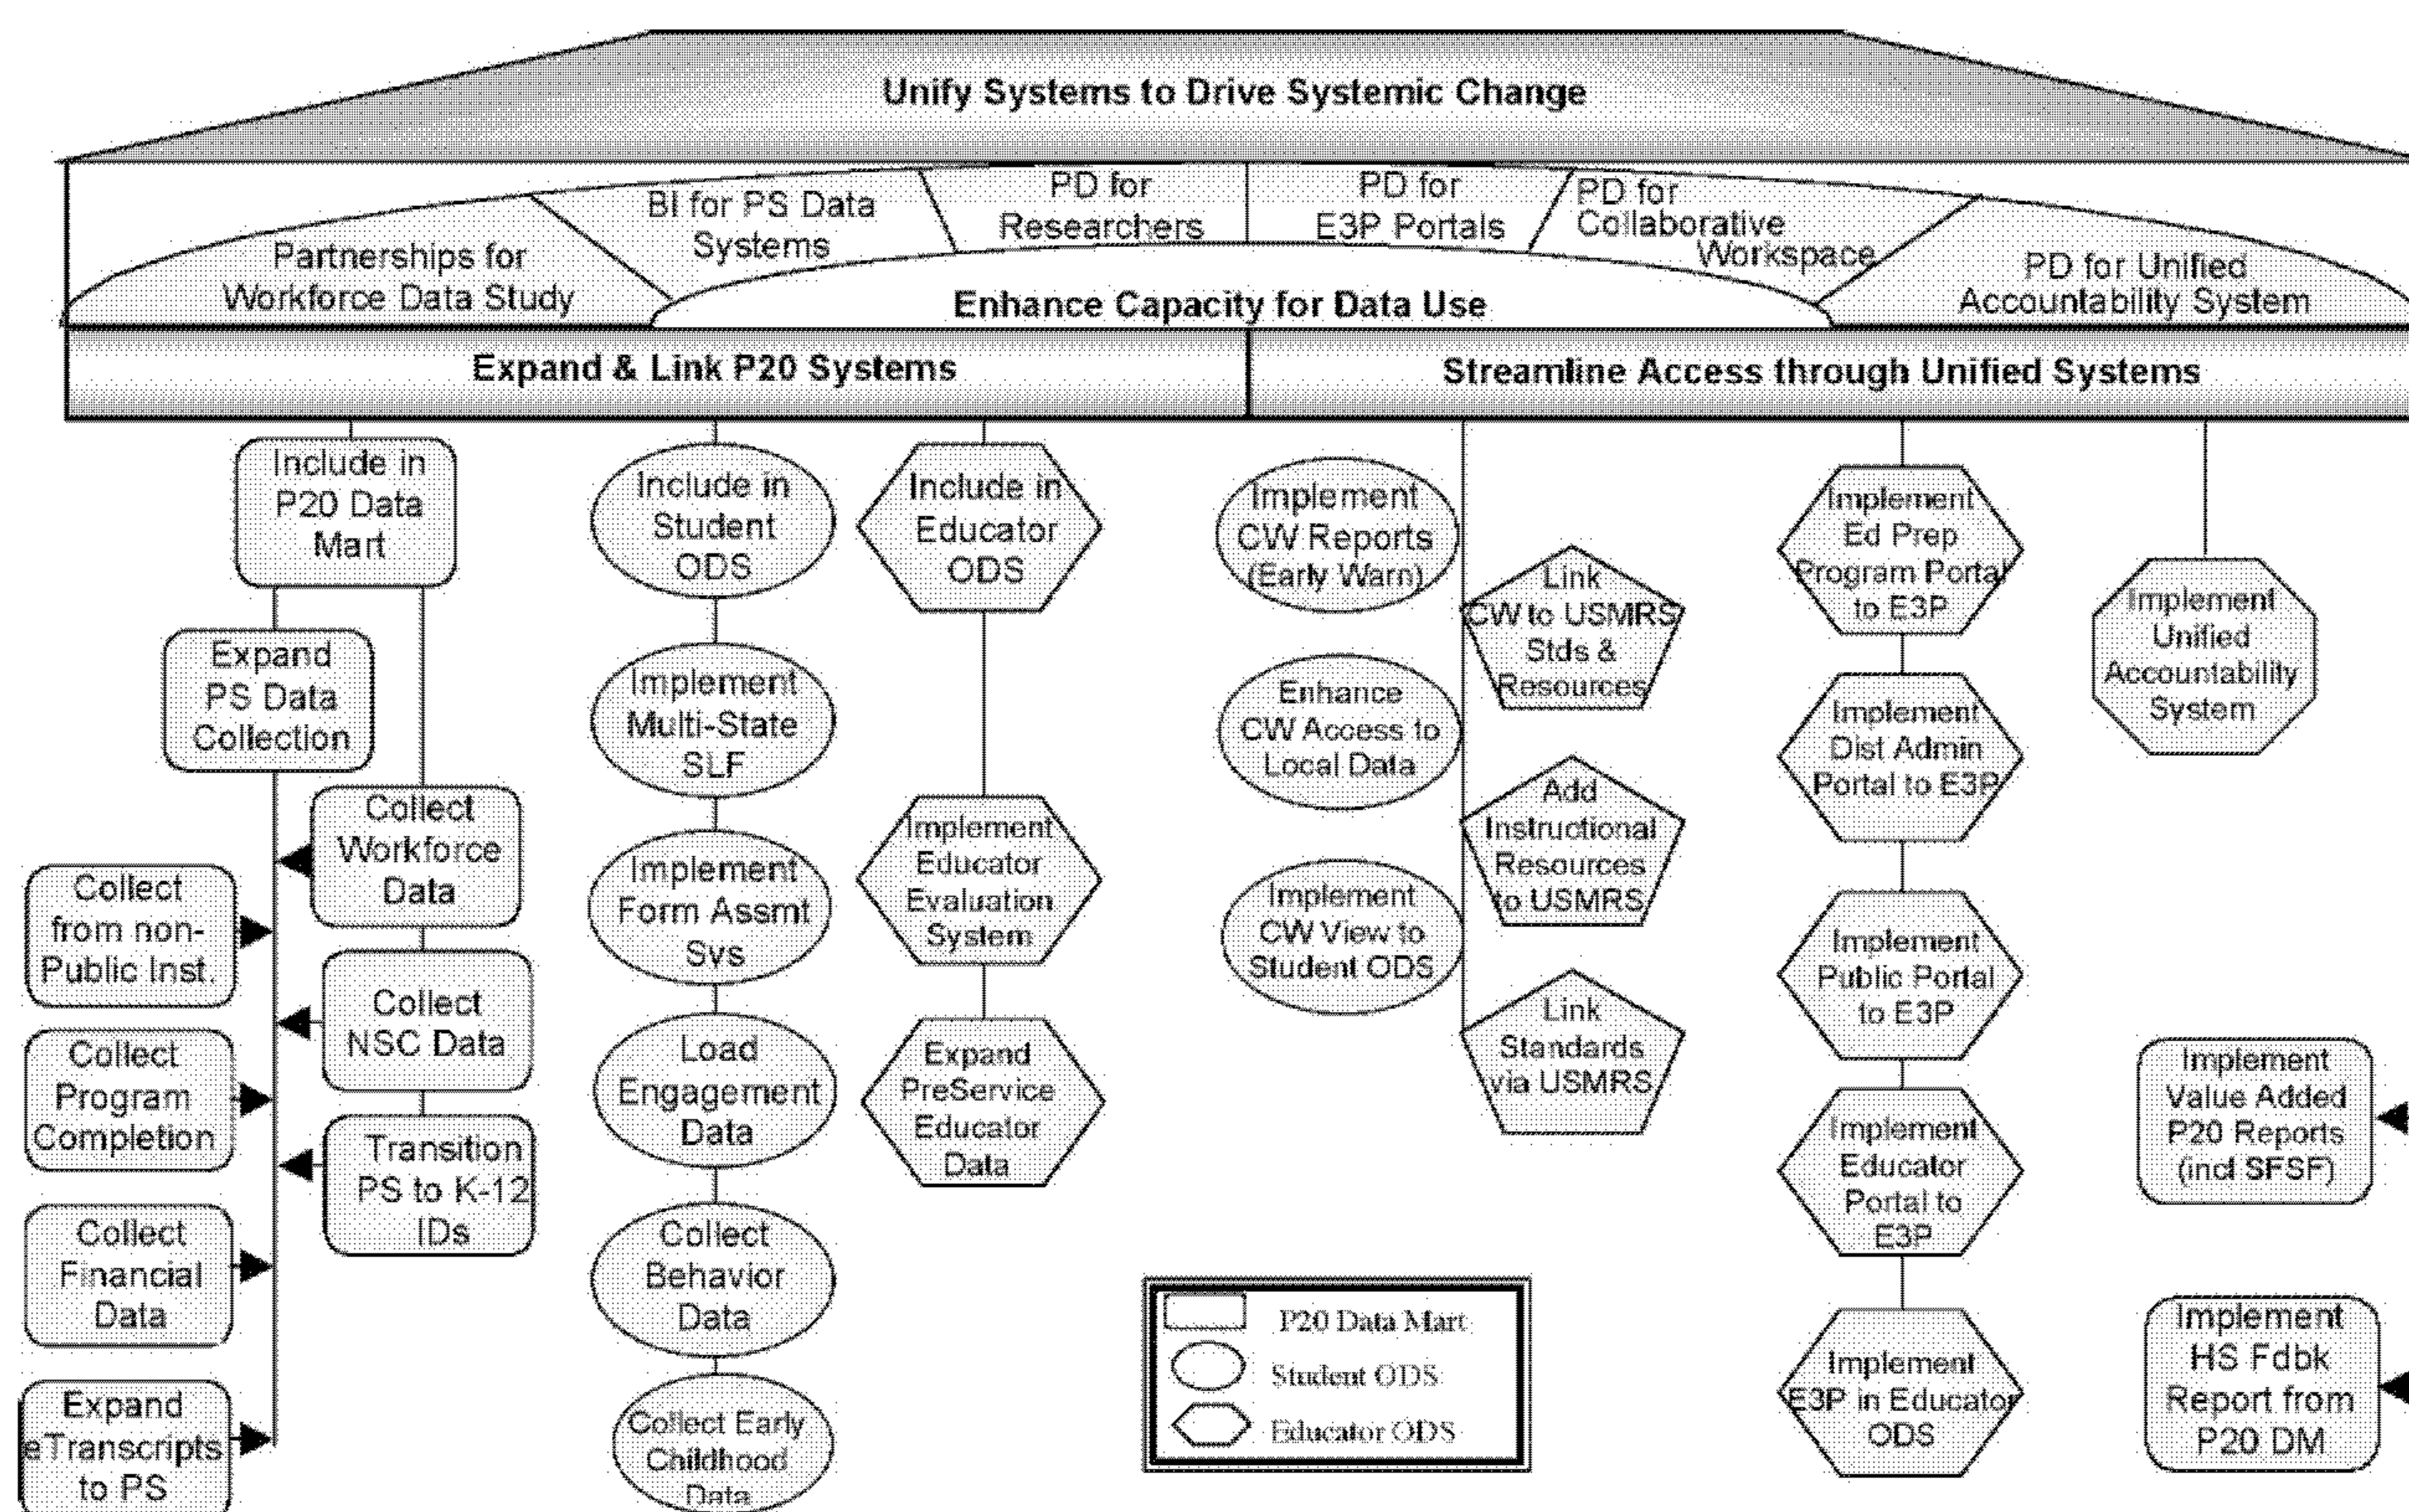 Unify Systems to Drive Systemic Change
Partnerships for
Workforce Data Study
BI for PS Data
Systems
PD for
Researchers
PD for
E3P Portals
PD for
Collaborative
Workspace
PD for Unified
Accountability System
Enhance Capacity for Data Use
Expand & Link P20 Systems
Streamline Access through Unified Systems
Include in
P20 Data
Mart
Expand
PS Data
Collection
Collect
Workforce
Data
Collect
from non-
Public Inst.
Collect
NSC Data
Collect
Program
Completion
Transition
PS to K-12
IDs
Collect
Financial
Data
Expand
eTranscripts
to PS
Include in
Student
ODS
Implement
Multi-State
SLF
Implement
Form Assmt
Svs
Load
Engagement
Data
Collect
Behavior
Data
Collect Early
Childhood
Data
Include in
Educator
ODS
Implement
Educator
Evaluation
System
Expand
PreService
Educator
Data
Implement
CW Reports
(Early Warn)
Enhance
CW Access to
Local Data
Implement
CW View to
Student ODS
Link
CW to USMRS
Stds &
Resources
Add
Instructional
Resources
to USMRS
Link
Standards
via USMRS
Implement
Ed Prep
Program Portal
to E3P
Implement
Dist Admin
Portal to E3P
Implement
Public Portal
to E3P
Implement
Educator
Portal to
E3P
Implement
E3P in Educator
ODS
Implement
Unified
Accountability
System
Implement
Value Added
P20 Reports
(incl SFSF)
Implement
HS Fdbk
Report from
P20 DM
P20 Data Mart
Student ODS
Educator ODS